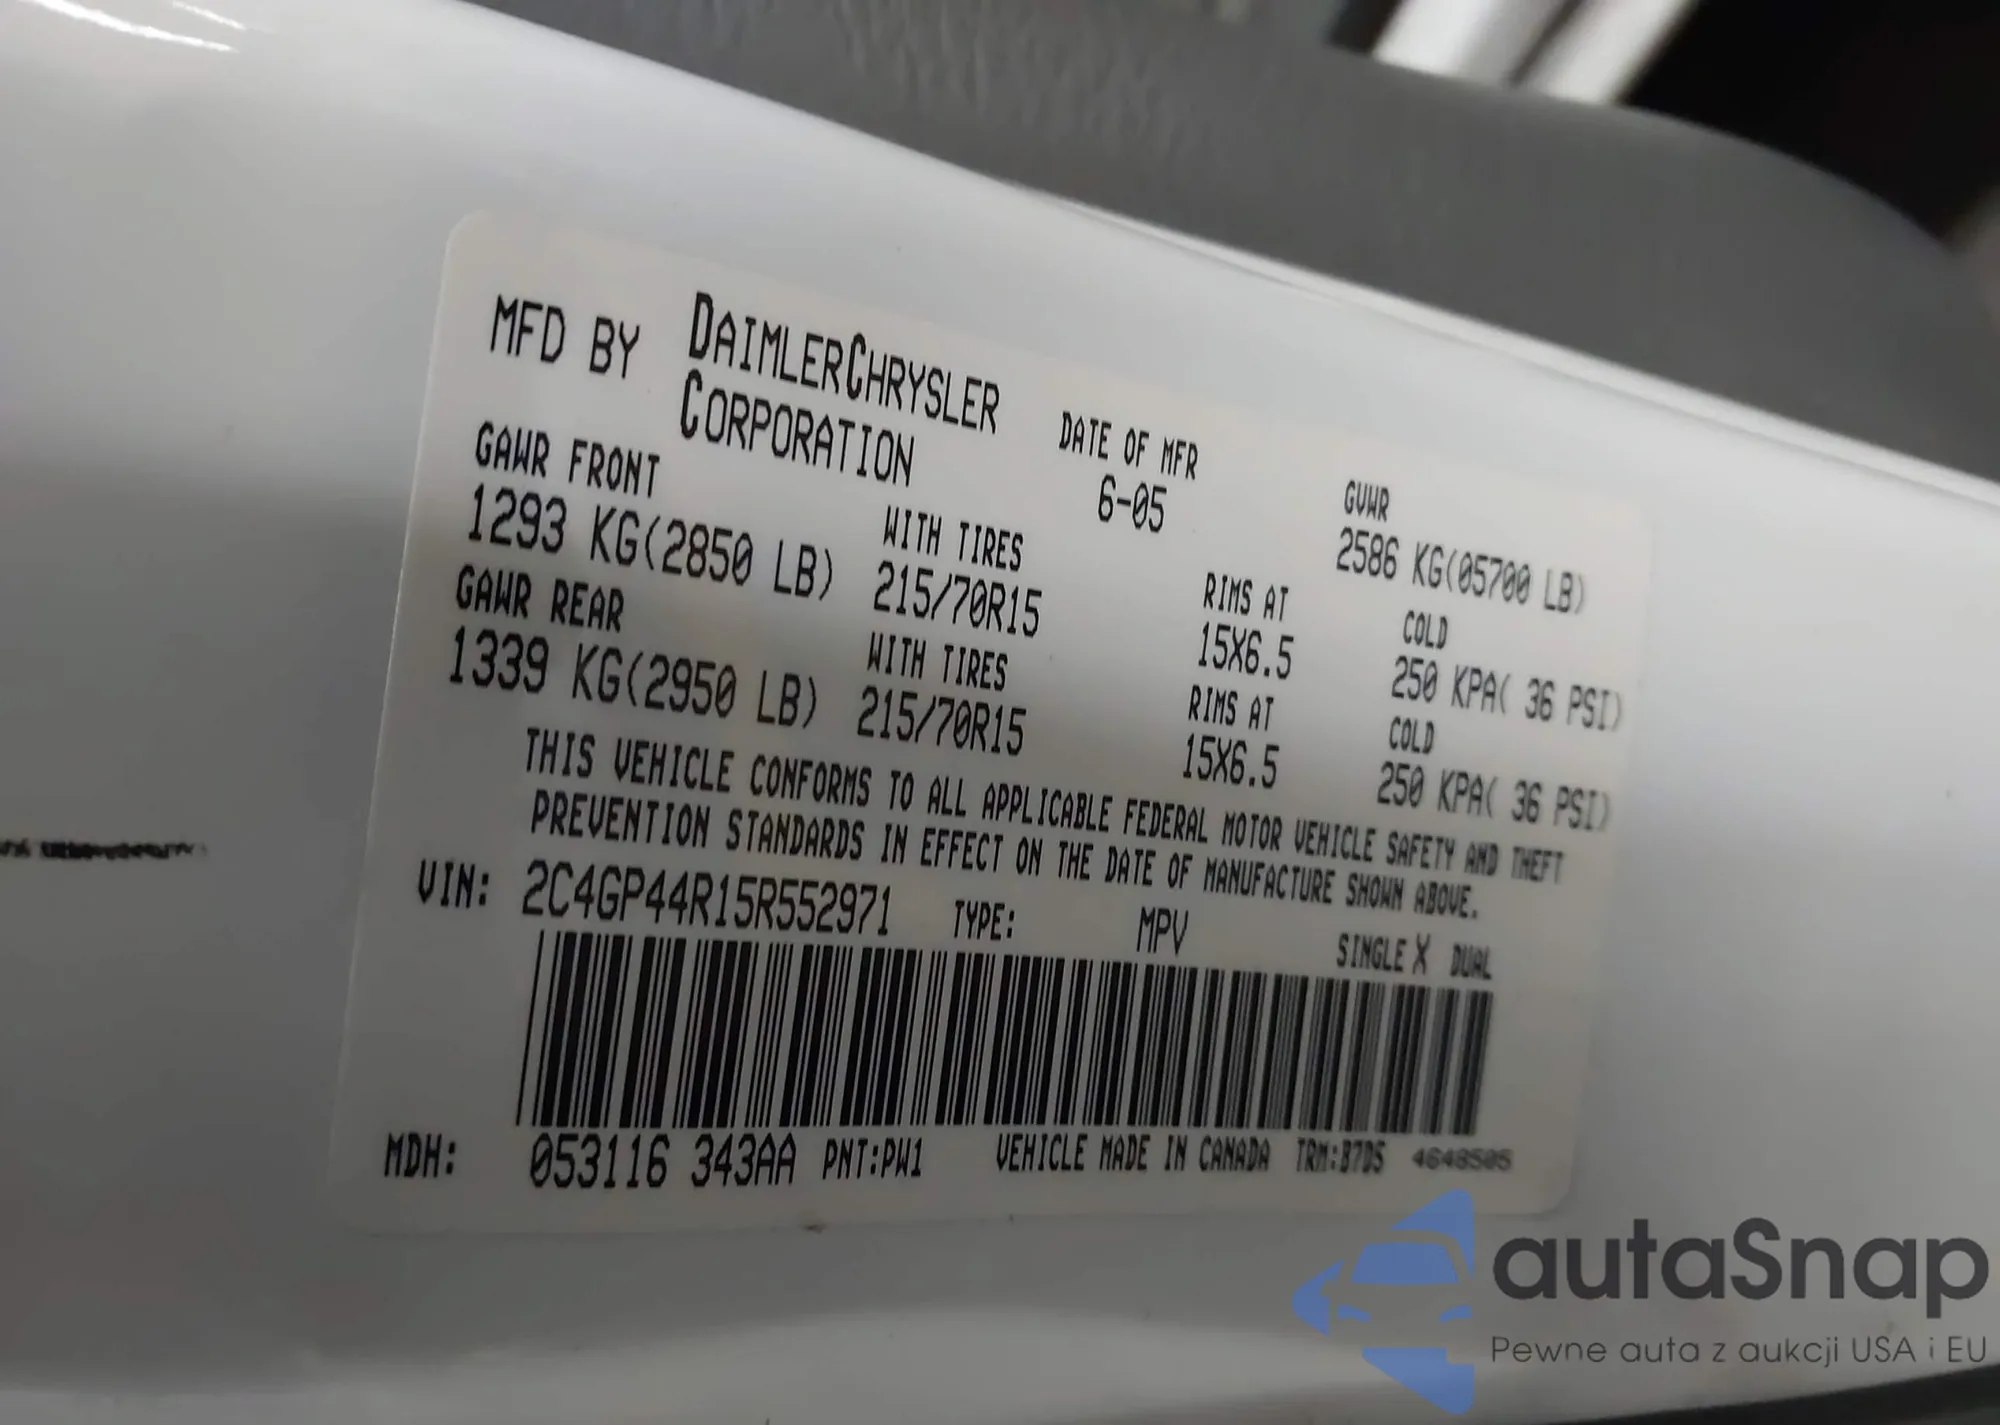 MFD BY DAIMLERCHRYSLER CORPORATION
DATE OF MFR 6-05
GVWR 2586 KG(05700 LB)
GAWR FRONT WITH TIRES RIMS AT COLD
1293 KG(2850 LB) 215/70R15 15X6.5 250 KPA( 36 PSI)
GAWR REAR WITH TIRES RIMS AT COLD
1339 KG(2950 LB) 215/70R15 15X6.5 250 KPA( 36 PSI)
THIS VEHICLE CONFORMS TO ALL APPLICABLE FEDERAL MOTOR VEHICLE SAFETY AND THEFT
PREVENTION STANDARDS IN EFFECT ON THE DATE OF MANUFACTURE SHOWN ABOVE.
VIN: 2C4GP44R15R552971 TYPE: MPV SINGLE X DUAL
MDH: 053116 343AA PNT:PW1 VEHICLE MADE IN CANADA TRM:B7D5 4648505
autaSnap
Pewne auta z aukcji USA i EU